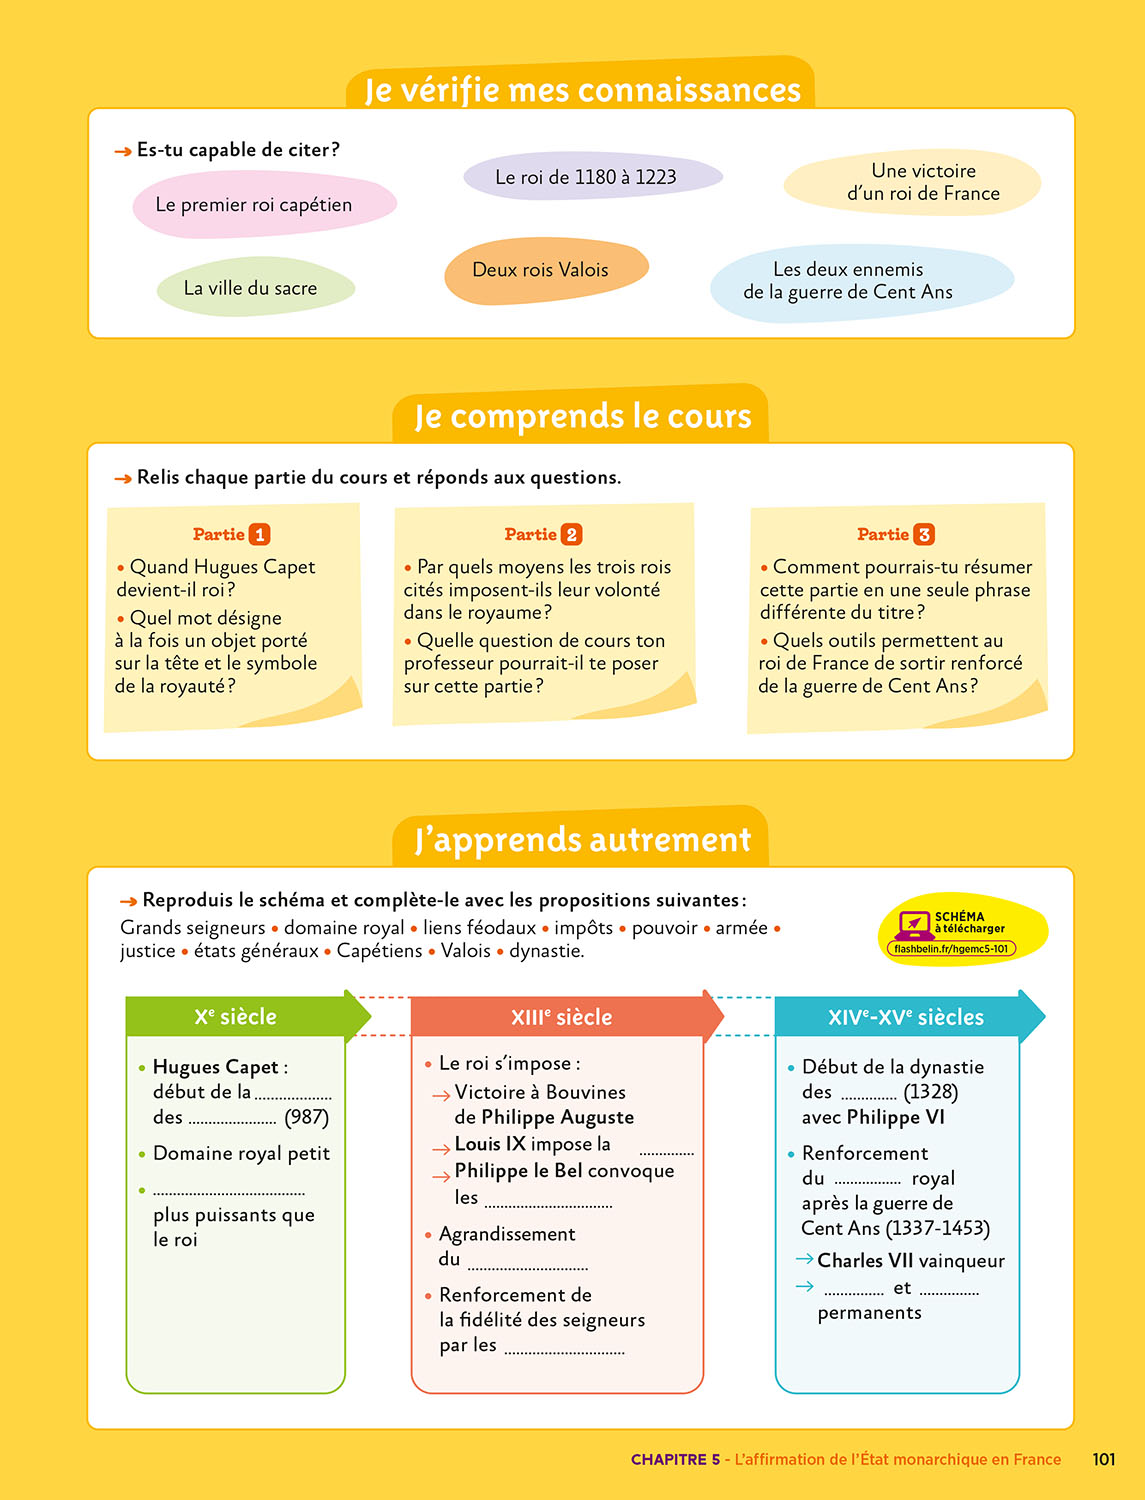 Je vérifie mes connaissances
→ Es-tu capable de citer ?
Le premier roi capétien
Le roi de 1180 à 1223
Une victoire
d'un roi de France
La ville du sacre
Deux rois Valois
Les deux ennemis
de la guerre de Cent Ans
Je comprends le cours
→ Relis chaque partie du cours et réponds aux questions.
Partie 1
• Quand Hugues Capet
devient-il roi ?
• Quel mot désigne
à la fois un objet porté
sur la tête et le symbole
de la royauté ?
Partie 2
• Par quels moyens les trois rois
cités imposent-ils leur volonté
dans le royaume ?
• Quelle question de cours ton
professeur pourrait-il te poser
sur cette partie ?
Partie 3
• Comment pourrais-tu résumer
cette partie en une seule phrase
différente du titre ?
• Quels outils permettent au
roi de France de sortir renforcé
de la guerre de Cent Ans ?
J'apprends autrement
→ Reproduis le schéma et complète-le avec les propositions suivantes :
Grands seigneurs • domaine royal • liens féodaux • impôts • pouvoir • armée •
justice • états généraux • Capétiens • Valois • dynastie.
SCHÉMA
à télécharger
flashbelin.fr/hgemc5-101
Xe siècle
• Hugues Capet :
début de la ...................
des ...................... (987)
• Domaine royal petit
• ......................................
plus puissants que
le roi
XIIIe siècle
• Le roi s'impose :
→ Victoire à Bouvines
de Philippe Auguste
→ Louis IX impose la ..............
→ Philippe le Bel convoque
les ................................
• Agrandissement
du ..............................
• Renforcement de
la fidélité des seigneurs
par les ..............................
XIVe-XVe siècles
• Début de la dynastie
des .............. (1328)
avec Philippe VI
• Renforcement
du ................. royal
après la guerre de
Cent Ans (1337-1453)
→ Charles VII vainqueur
→ ............... et ...............
permanents
CHAPITRE 5 - L'affirmation de l'État monarchique en France 101